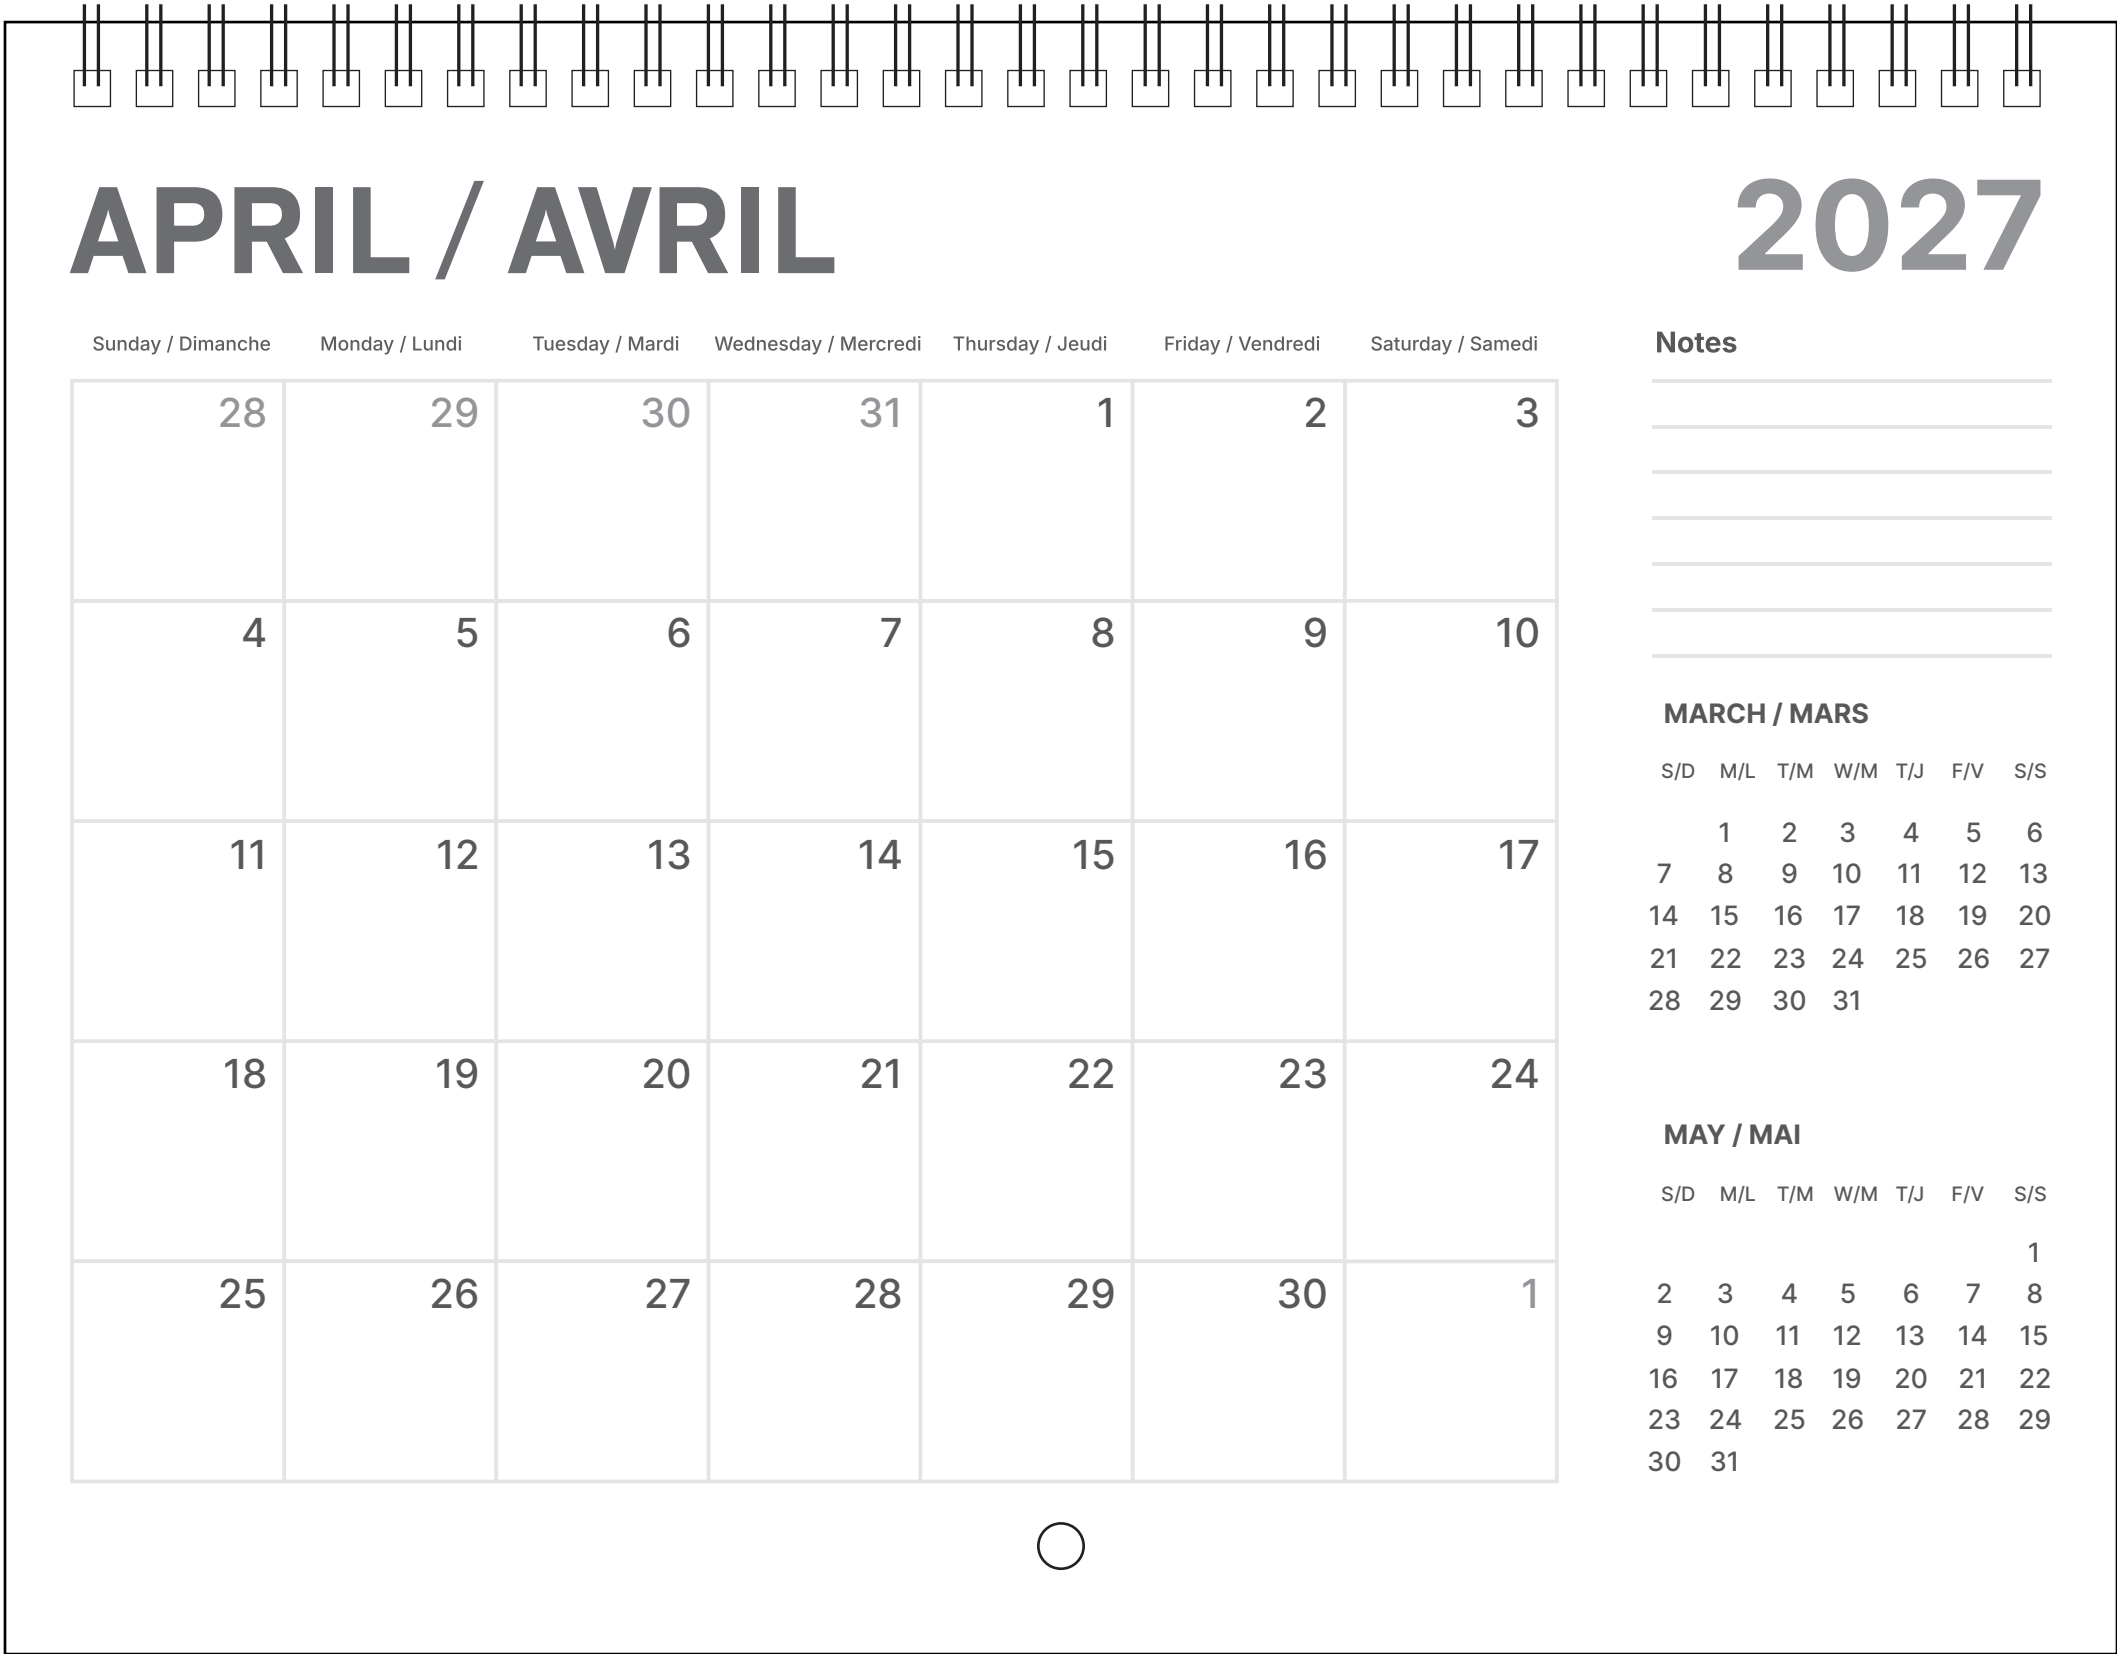 APRIL / AVRIL
2027
Sunday / Dimanche Monday / Lundi Tuesday / Mardi Wednesday / Mercredi Thursday / Jeudi Friday / Vendredi Saturday / Samedi
28 29 30 31 1 2 3
4 5 6 7 8 9 10
11 12 13 14 15 16 17
18 19 20 21 22 23 24
25 26 27 28 29 30 1
Notes
MARCH / MARS
S/D M/L T/M W/M T/J F/V S/S
1 2 3 4 5 6
7 8 9 10 11 12 13
14 15 16 17 18 19 20
21 22 23 24 25 26 27
28 29 30 31
MAY / MAI
S/D M/L T/M W/M T/J F/V S/S
1
2 3 4 5 6 7 8
9 10 11 12 13 14 15
16 17 18 19 20 21 22
23 24 25 26 27 28 29
30 31